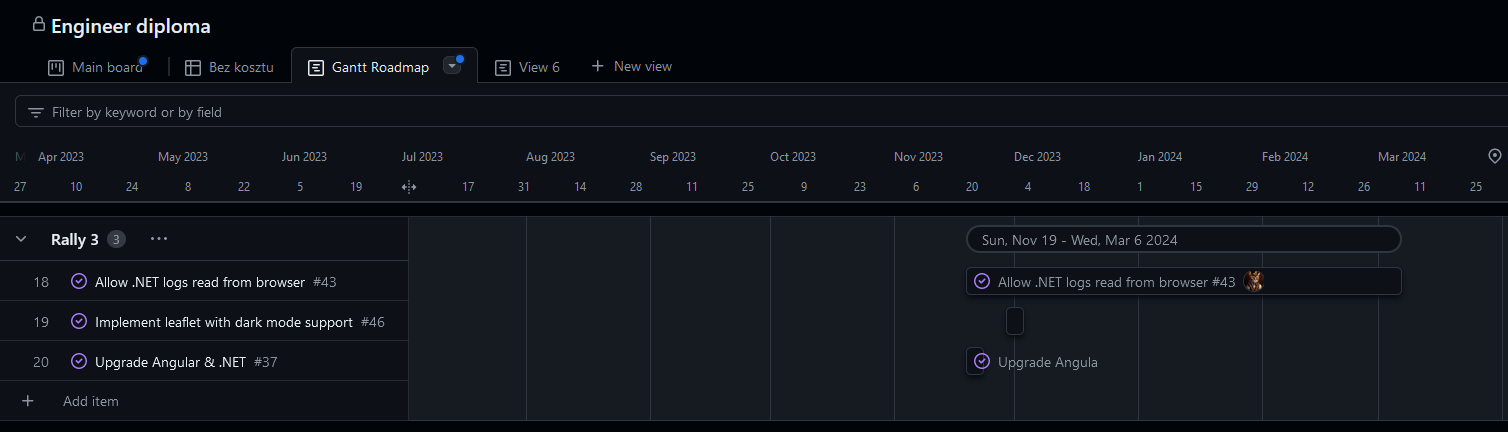 Engineer diploma
Main board Bez kosztu Gantt Roadmap View 6 New view
Filter by keyword or by field
M Apr 2023 May 2023 Jun 2023 Jul 2023 Aug 2023 Sep 2023 Oct 2023 Nov 2023 Dec 2023 Jan 2024 Feb 2024 Mar 2024
27 10 24 8 22 5 19 17 31 14 28 11 25 9 23 6 20 4 18 1 15 29 12 26 11 25
Rally 3 3 Sun, Nov 19 - Wed, Mar 6 2024
18 Allow .NET logs read from browser #43 Allow .NET logs read from browser #43
19 Implement leaflet with dark mode support #46
20 Upgrade Angular & .NET #37 Upgrade Angula
Add item